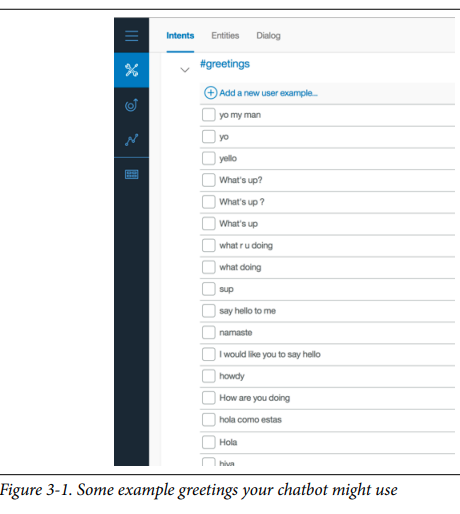 Intents Entities Dialog
#greetings
Add a new user example...
yo my man
yo
yello
What's up?
What's up ?
What's up
what r u doing
what doing
sup
say hello to me
namaste
I would like you to say hello
howdy
How are you doing
hola como estas
Hola
hiya
Figure 3-1. Some example greetings your chatbot might use